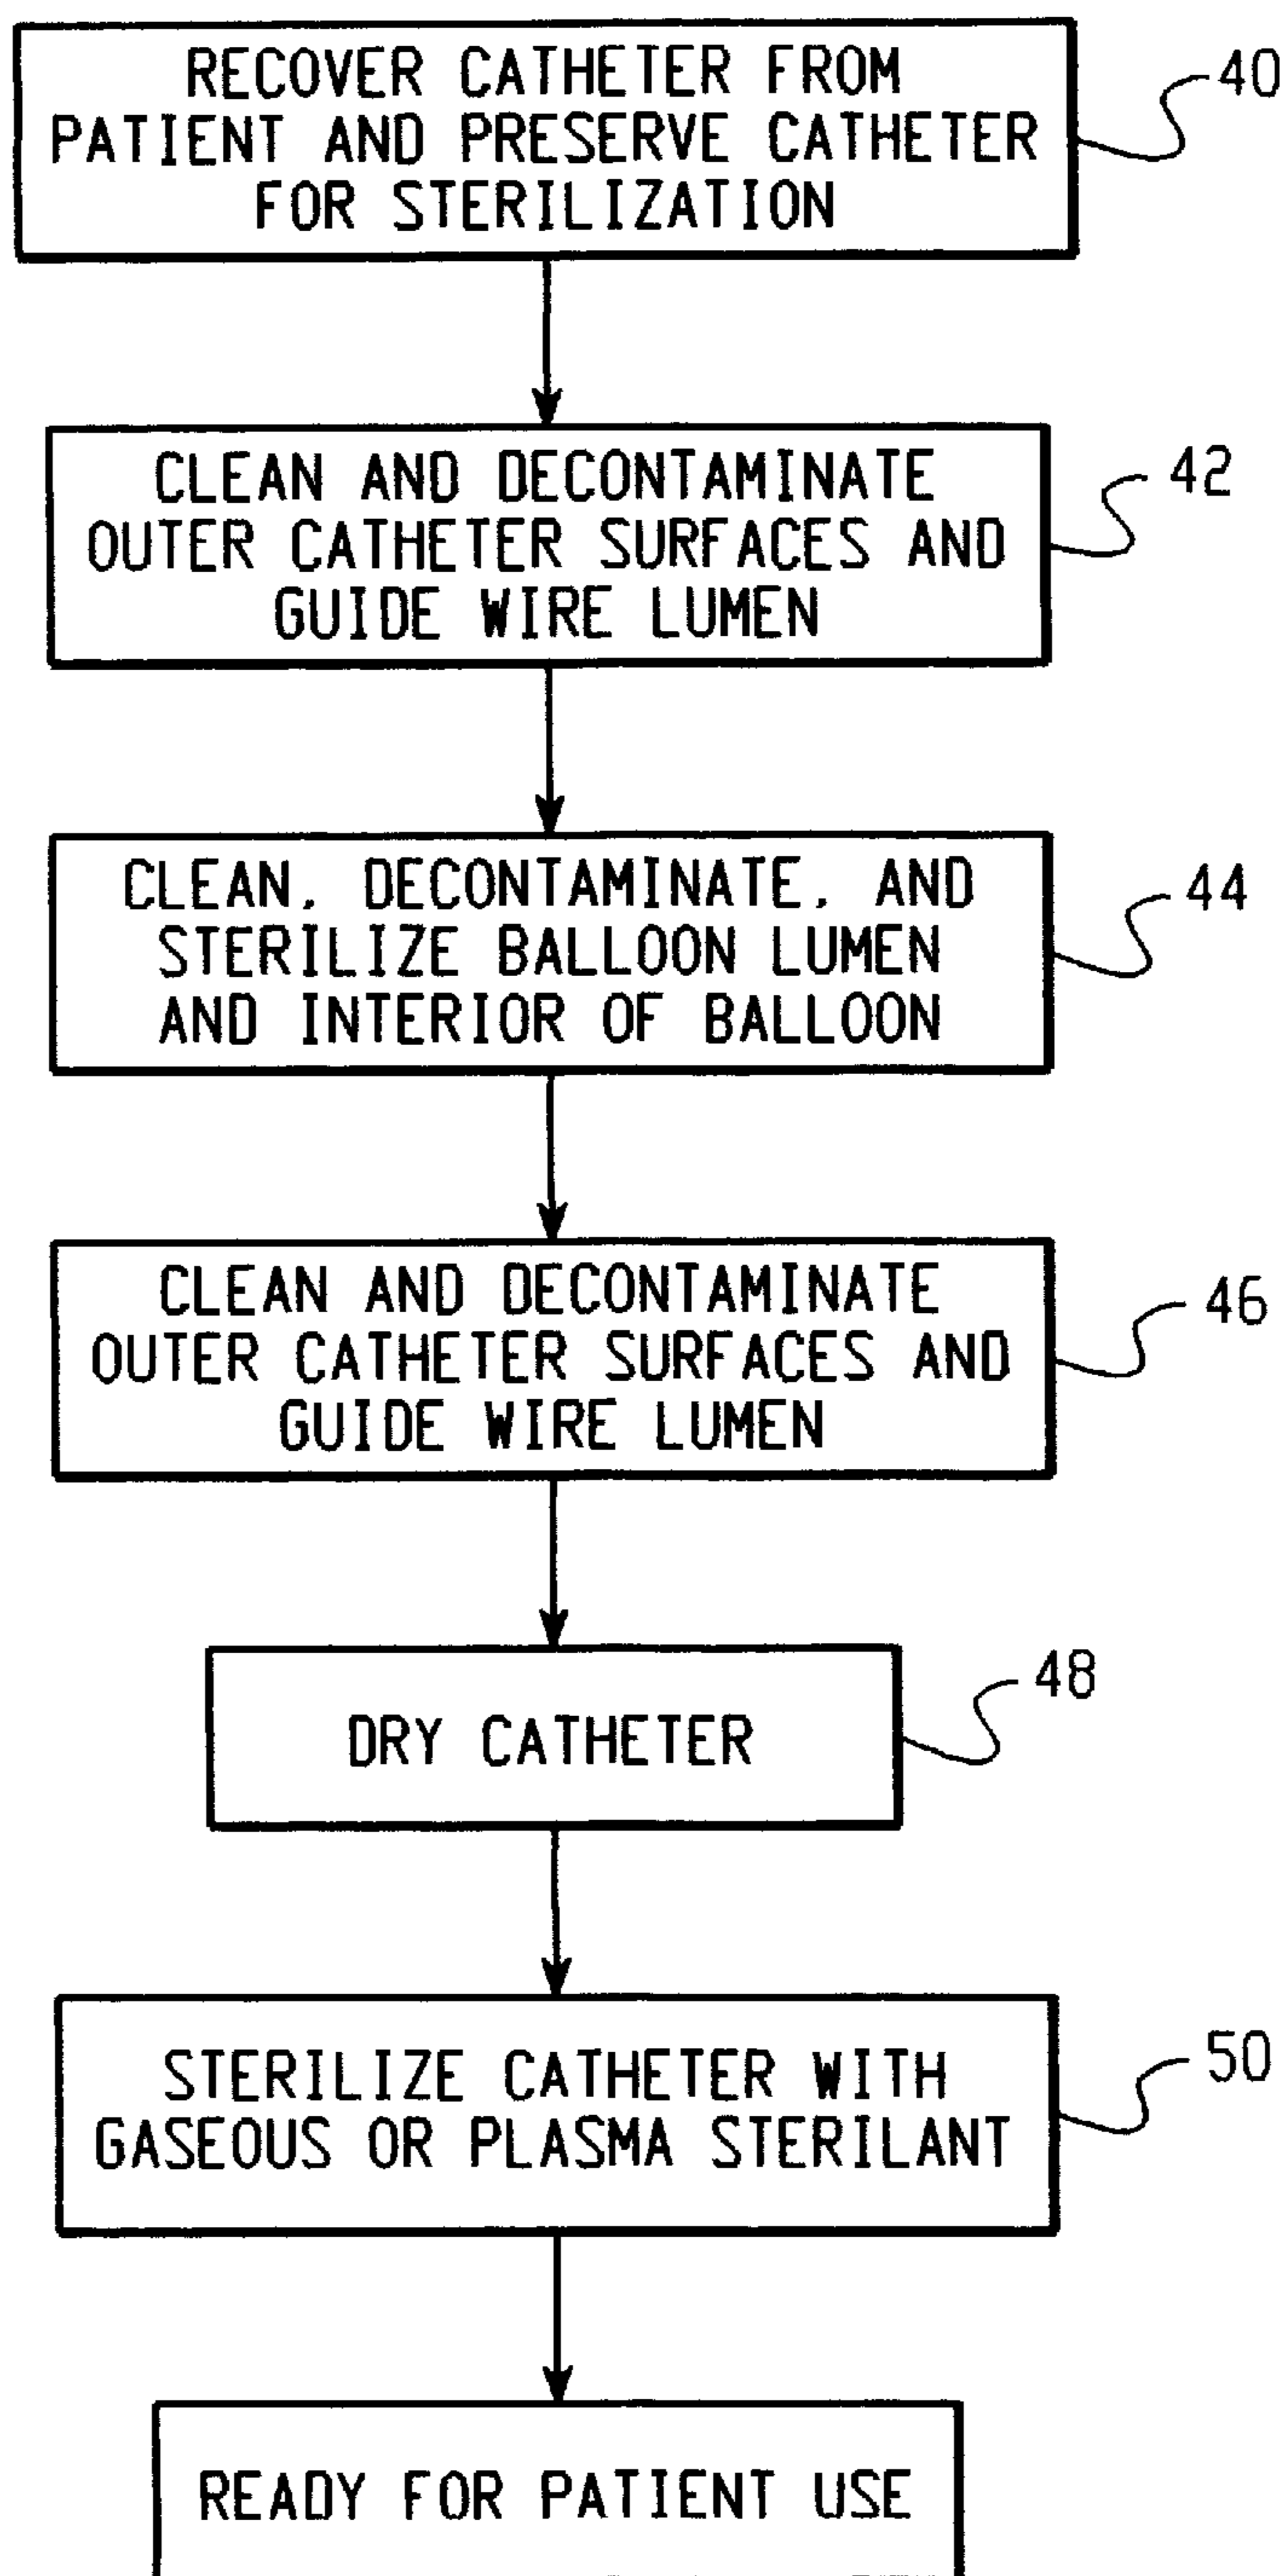 RECOVER CATHETER FROM
PATIENT AND PRESERVE CATHETER
FOR STERILIZATION
40
CLEAN AND DECONTAMINATE
OUTER CATHETER SURFACES AND
GUIDE WIRE LUMEN
42
CLEAN. DECONTAMINATE. AND
STERILIZE BALLOON LUMEN
AND INTERIOR OF BALLOON
44
CLEAN AND DECONTAMINATE
OUTER CATHETER SURFACES AND
GUIDE WIRE LUMEN
46
DRY CATHETER
48
STERILIZE CATHETER WITH
GASEOUS OR PLASMA STERILANT
50
READY FOR PATIENT USE